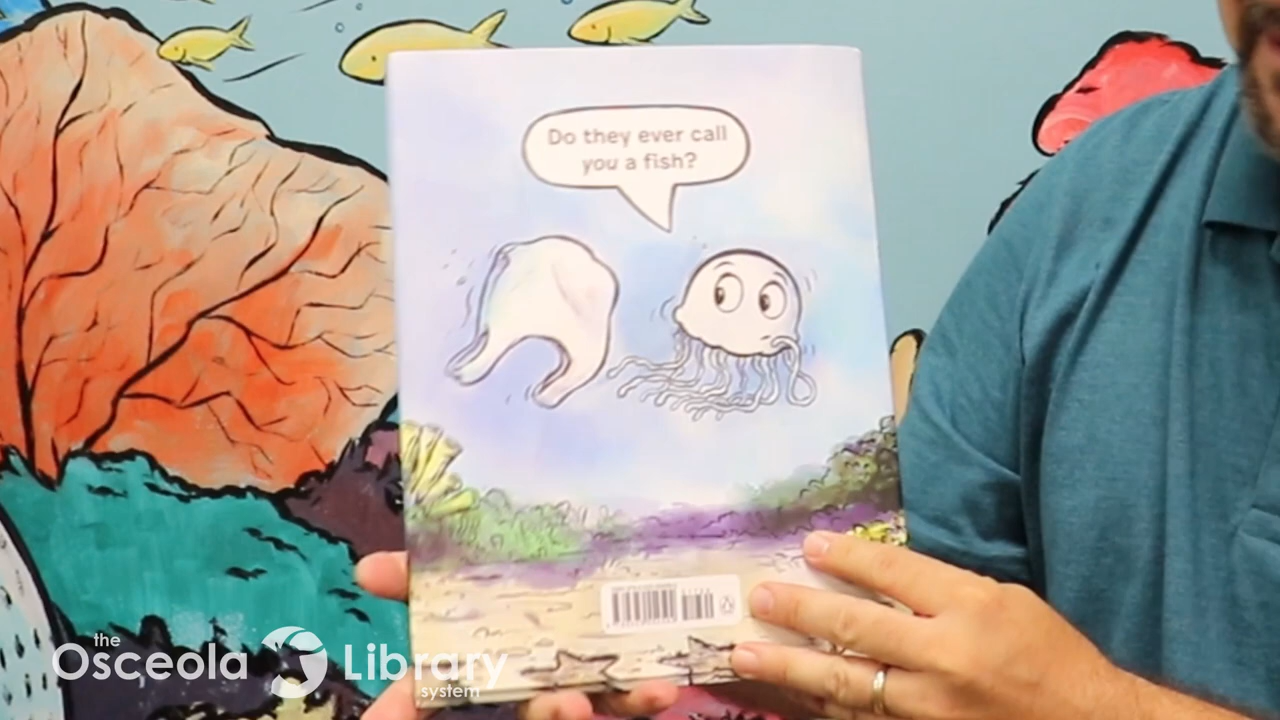 Do they ever call
you a fish?
the
Osceola Library
system